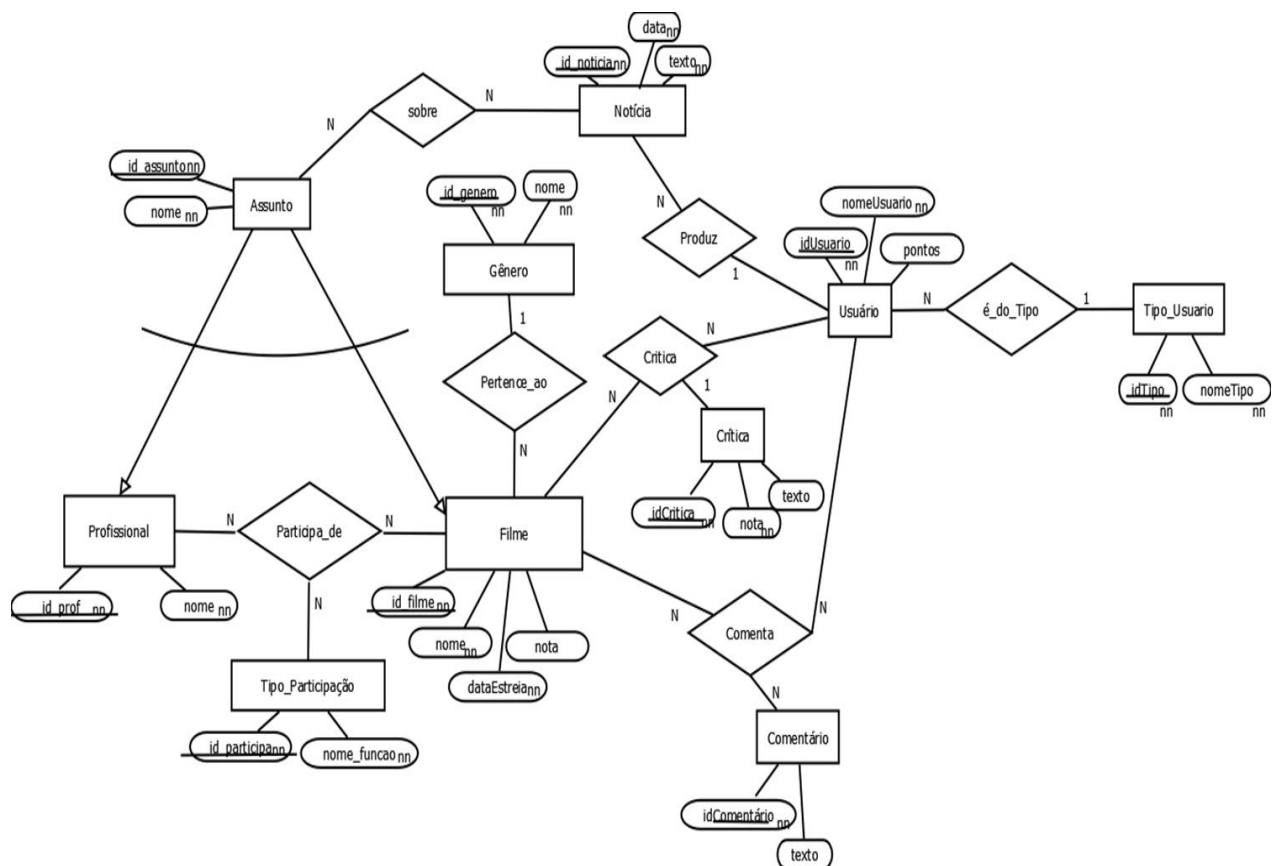 data nn
id_noticia nn
texto nn
Notícia
N
sobre
N
id_assunto nn
nome nn
Assunto
id_genero nn
nome nn
Gênero
1
Pertence_ao
N
N
Produz
1
nomeUsuario nn
idUsuario nn
pontos
Usuário
N
é_do_Tipo
1
Tipo_Usuario
idTipo nn
nomeTipo nn
N
Critica
N
1
Crítica
idCritica nn
nota nn
texto
Profissional
N
Participa_de
N
Filme
id_prof nn
nome nn
N
Tipo_Participação
id_participa nn
nome_funcao nn
id_filme nn
nome nn
dataEstreia nn
nota
N
Comenta
N
N
Comentário
idComentário nn
texto